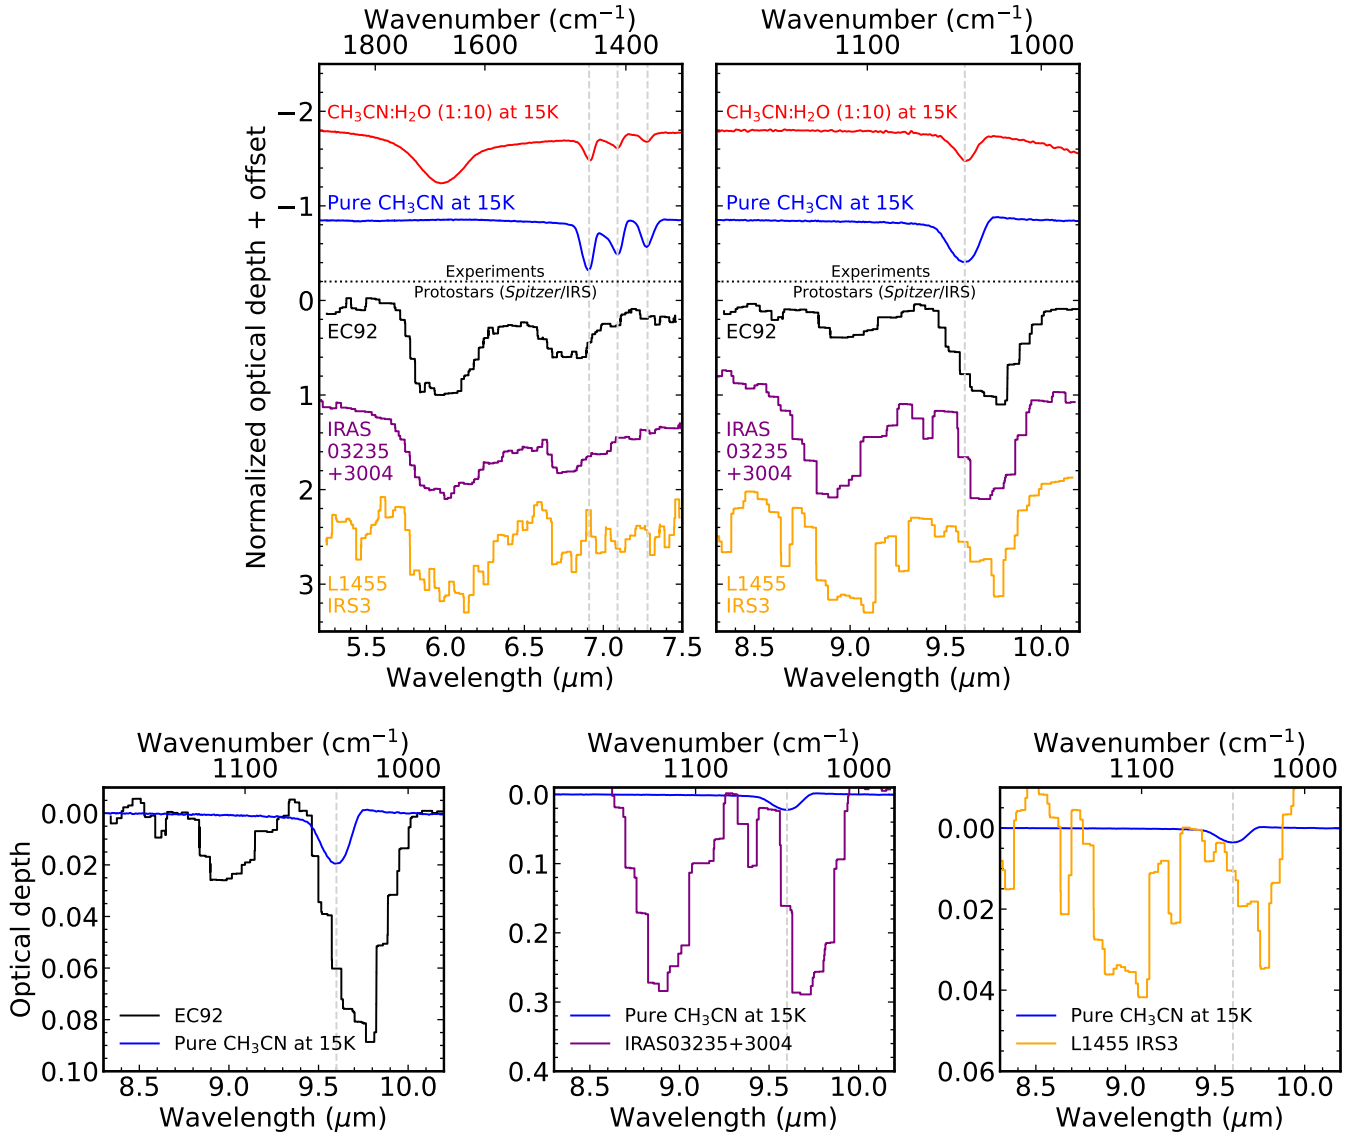 Wavenumber (cm⁻¹)
1800 1600 1400
Wavenumber (cm⁻¹)
1100 1000
Normalized optical depth + offset
−2
−1
0
1
2
3
CH₃CN:H₂O (1:10) at 15K
Pure CH₃CN at 15K
Experiments
Protostars (Spitzer/IRS)
EC92
IRAS
03235
+3004
L1455
IRS3
5.5 6.0 6.5 7.0 7.5
Wavelength (μm)
CH₃CN:H₂O (1:10) at 15K
Pure CH₃CN at 15K
Experiments
Protostars (Spitzer/IRS)
EC92
IRAS
03235
+3004
L1455
IRS3
8.5 9.0 9.5 10.0
Wavelength (μm)
Wavenumber (cm⁻¹)
1100 1000
Optical depth
0.00
0.02
0.04
0.06
0.08
0.10
EC92
Pure CH₃CN at 15K
8.5 9.0 9.5 10.0
Wavelength (μm)
Wavenumber (cm⁻¹)
1100 1000
0.0
0.1
0.2
0.3
0.4
Pure CH₃CN at 15K
IRAS03235+3004
8.5 9.0 9.5 10.0
Wavelength (μm)
Wavenumber (cm⁻¹)
1100 1000
0.00
0.02
0.04
0.06
Pure CH₃CN at 15K
L1455 IRS3
8.5 9.0 9.5 10.0
Wavelength (μm)